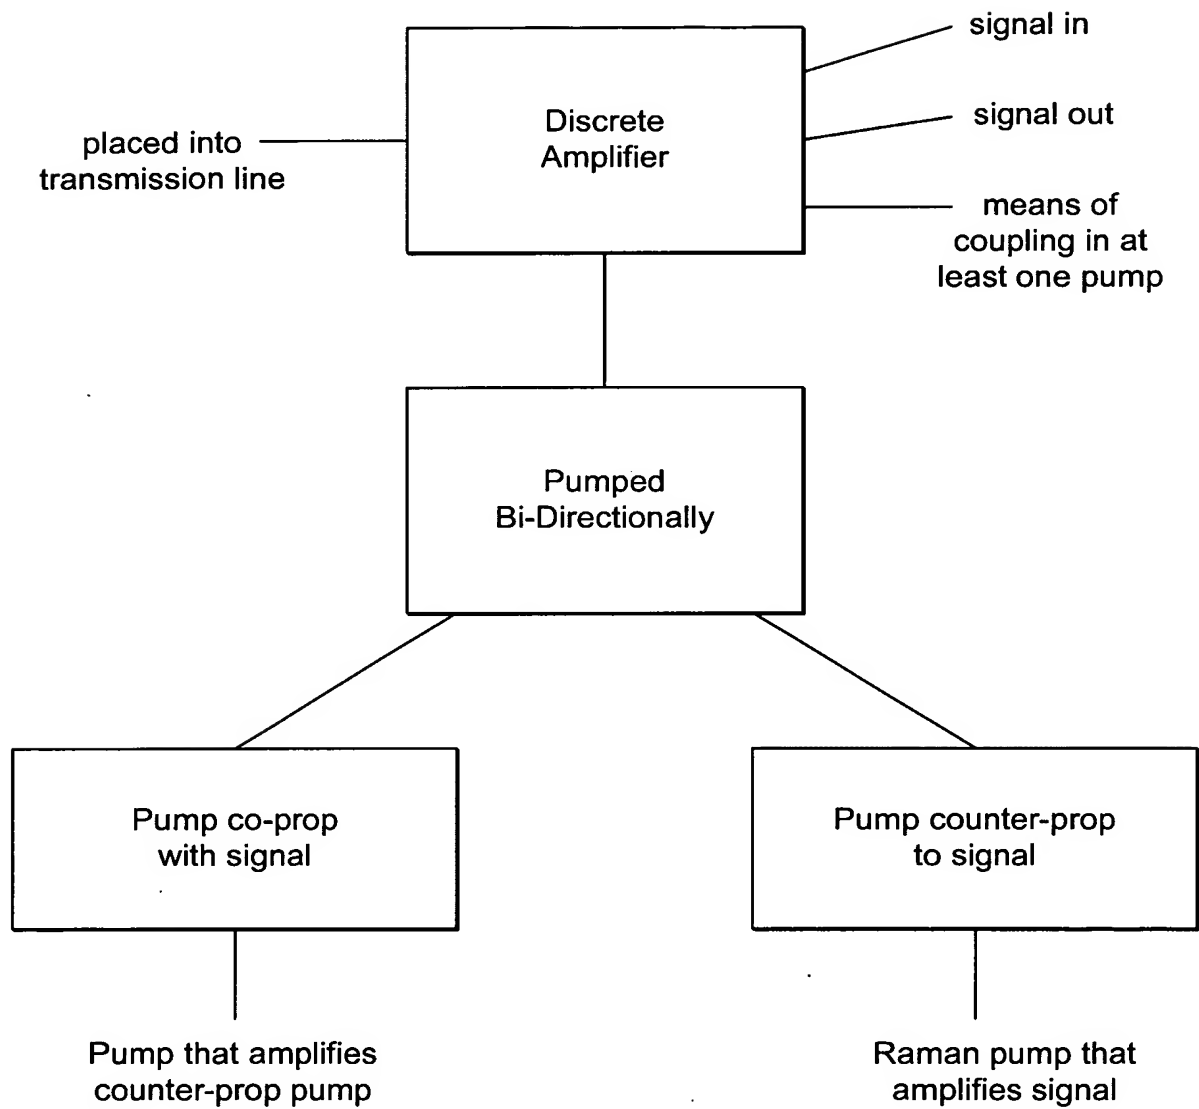 signal in
Discrete
Amplifier
signal out
placed into
transmission line
means of
coupling in at
least one pump
Pumped
Bi-Directionally
Pump co-prop
with signal
Pump counter-prop
to signal
Pump that amplifies
counter-prop pump
Raman pump that
amplifies signal